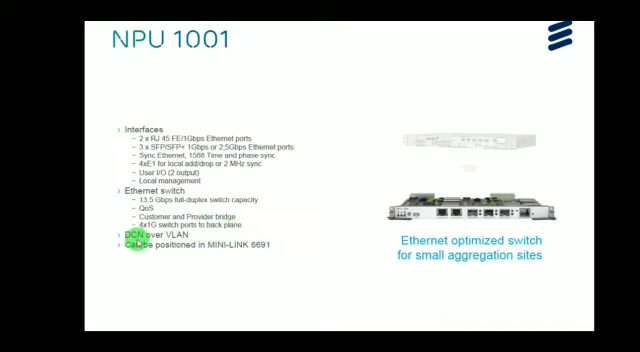 NPU 1001
› Interfaces
– 2 x RJ 45 FE/1Gbps Ethernet ports
– 3 x SFP/SFP+ 1Gbps or 2,5Gbps Ethernet ports
– Sync Ethernet, 1588 Time and phase sync
– 4xE1 for local add/drop or 2 MHz sync
– User I/O (2 output)
– Local management
› Ethernet switch
– 13.5 Gbps full-duplex switch capacity
– QoS
– Customer and Provider bridge
– 4x1G switch ports to back plane
› DCN over VLAN
› Can be positioned in MINI-LINK 6691
Ethernet optimized switch
for small aggregation sites